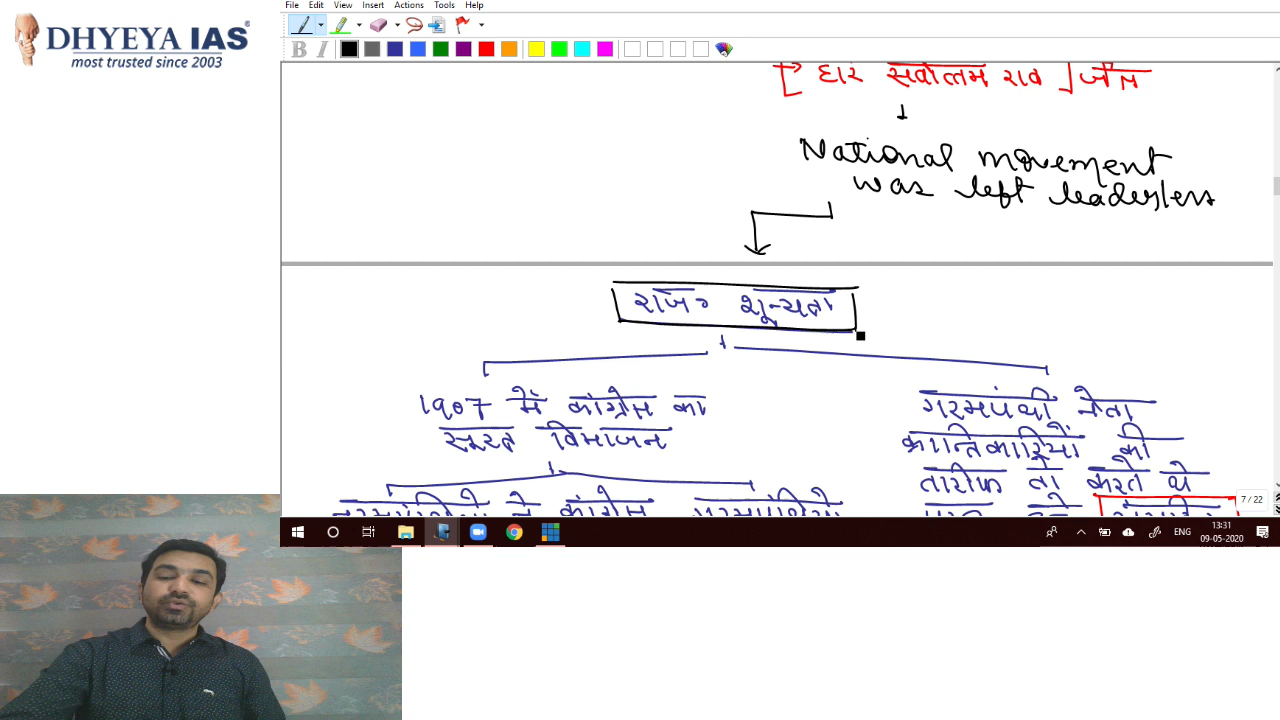 DHYEYA IAS®
most trusted since 2003
File Edit View Insert Actions Tools Help
B I
हार सर्वोत्तम राव
National movement
was left leaderless
राज॰ शून्यता
1907 में कांग्रेस का
सूरत विभाजन
गरमपंथी नेता
क्रान्तिकारियों की
तारीफ तो करते थे
ने कांग्रेस
7 / 22
ENG
13:31
09-05-2020